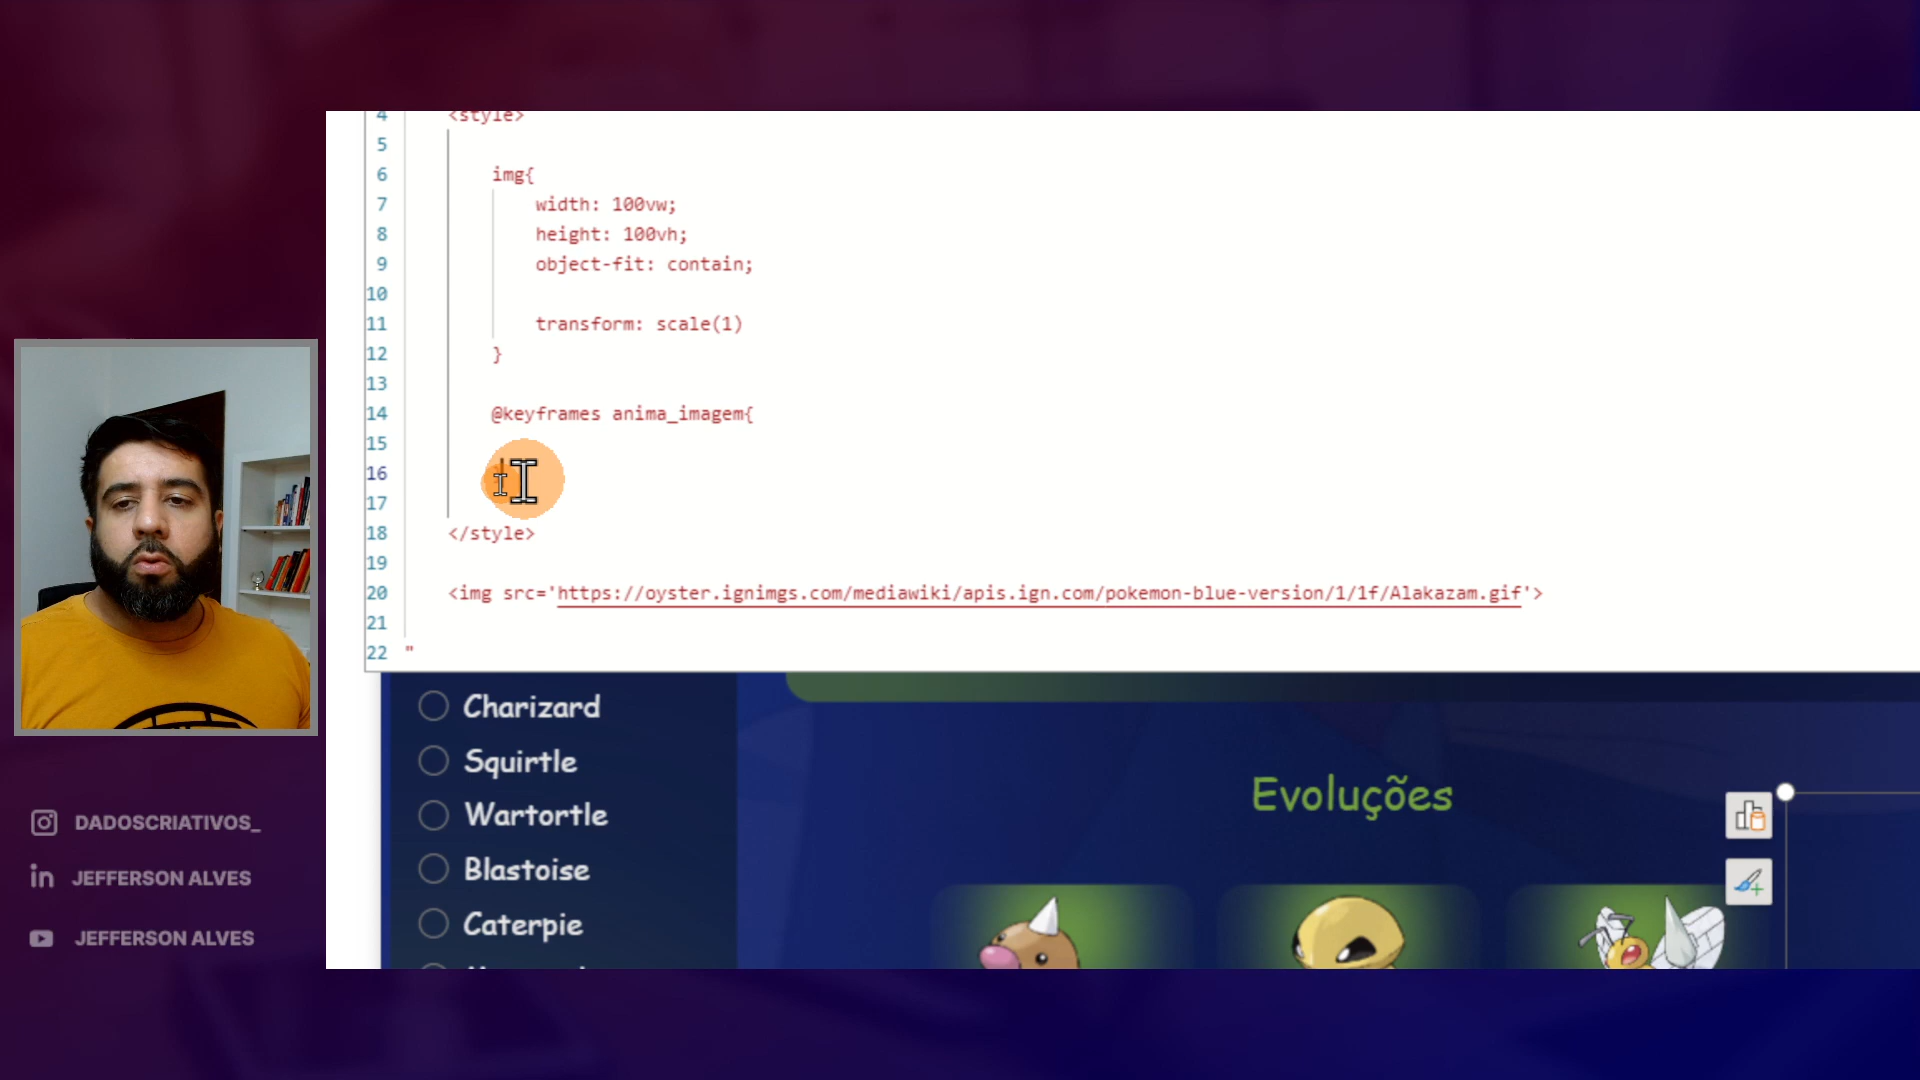 4 <style>
5
6 img{
7 width: 100vw;
8 height: 100vh;
9 object-fit: contain;
10
11 transform: scale(1)
12 }
13
14 @keyframes anima_imagem{
15
16
17
18 </style>
19
20 <img src='https://oyster.ignimgs.com/mediawiki/apis.ign.com/pokemon-blue-version/1/1f/Alakazam.gif'>
21
22 "
Charizard
Squirtle
Wartortle
Blastoise
Caterpie
Evoluções
DADOSCRIATIVOS_
in JEFFERSON ALVES
JEFFERSON ALVES